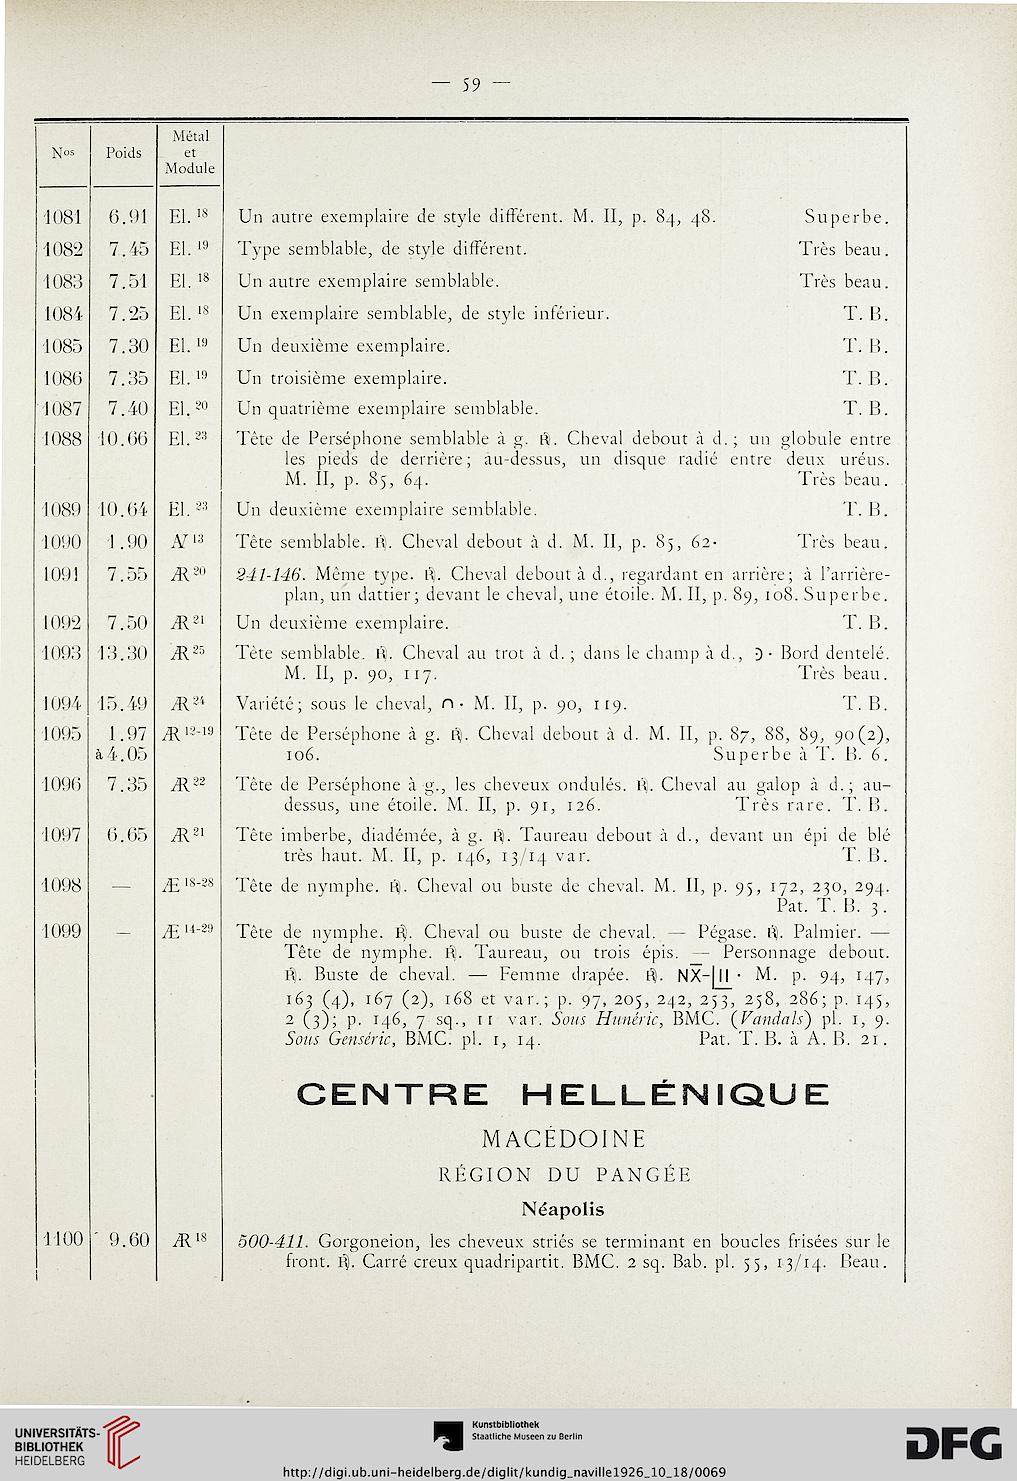 — 59 —
Nos Poids Métal et Module
1081 6.91 El. 18 Un autre exemplaire de style différent. M. II, p. 84, 48. Superbe.
1082 7.45 El. 19 Type semblable, de style différent. Très beau.
1083 7.51 El. 18 Un autre exemplaire semblable. Très beau.
1084 7.25 El. 18 Un exemplaire semblable, de style inférieur. T. B.
1085 7.30 El. 19 Un deuxième exemplaire. T. B.
1086 7.35 El. 19 Un troisième exemplaire. T. B.
1087 7.40 El. 20 Un quatrième exemplaire semblable. T. B.
1088 10.66 El. 23 Tête de Perséphone semblable à g. ℞. Cheval debout à d.; un globule entre
les pieds de derrière; au-dessus, un disque radié entre deux uréus.
M. II, p. 85, 64. Très beau.
1089 10.64 El. 23 Un deuxième exemplaire semblable. T. B.
1090 1.90 N 13 Tête semblable. ℞. Cheval debout à d. M. II, p. 85, 62. Très beau.
1091 7.55 ÆR 20 241-146. Même type. ℞. Cheval debout à d., regardant en arrière; à l'arrière-
plan, un dattier; devant le cheval, une étoile. M. II, p. 89, 108. Superbe.
1092 7.50 ÆR 21 Un deuxième exemplaire. T. B.
1093 13.30 ÆR 25 Tête semblable. ℞. Cheval au trot à d.; dans le champ à d., . Bord dentelé.
M. II, p. 90, 117. Très beau.
1094 15.49 ÆR 24 Variété; sous le cheval, ∩. M. II, p. 90, 119. T. B.
1095 1.97 ÆR 12-19 Tête de Perséphone à g. ℞. Cheval debout à d. M. II, p. 87, 88, 89, 90 (2),
à 4.05 106. Superbe à T. B. 6.
1096 7.35 ÆR 22 Tête de Perséphone à g., les cheveux ondulés. ℞. Cheval au galop à d.; au-
dessus, une étoile. M. II, p. 91, 126. Très rare. T. B.
1097 6.65 ÆR 21 Tête imberbe, diadémée, à g. ℞. Taureau debout à d., devant un épi de blé
très haut. M. II, p. 146, 13/14 var. T. B.
1098 — Æ 18-28 Tête de nymphe. ℞. Cheval ou buste de cheval. M. II, p. 95, 172, 230, 294.
Pat. T. B. 3.
1099 — Æ 14-29 Tête de nymphe. ℞. Cheval ou buste de cheval. — Pégase. ℞. Palmier. —
Tête de nymphe. ℞. Taureau, ou trois épis. — Personnage debout.
℞. Buste de cheval. — Femme drapée. ℞. NX-|II. M. p. 94, 147,
163 (4), 167 (2), 168 et var.; p. 97, 205, 242, 253, 258, 286; p. 145,
2 (3); p. 146, 7 sq., 11 var. Sous Hunéric, BMC. (Vandals) pl. 1, 9.
Sous Genséric, BMC. pl. 1, 14. Pat. T. B. à A. B. 21.
CENTRE HELLÉNIQUE
MACÉDOINE
RÉGION DU PANGÉE
Néapolis
1100 9.60 ÆR 18 500-411. Gorgoneion, les cheveux striés se terminant en boucles frisées sur le
front. ℞. Carré creux quadripartit. BMC. 2 sq. Bab. pl. 55, 13/14. Beau.
UNIVERSITÄTS-
BIBLIOTHEK
HEIDELBERG
Kunstbibliothek
Staatliche Museen zu Berlin
DFG
http://digi.ub.uni-heidelberg.de/diglit/kundig_naville1926_10_18/0069